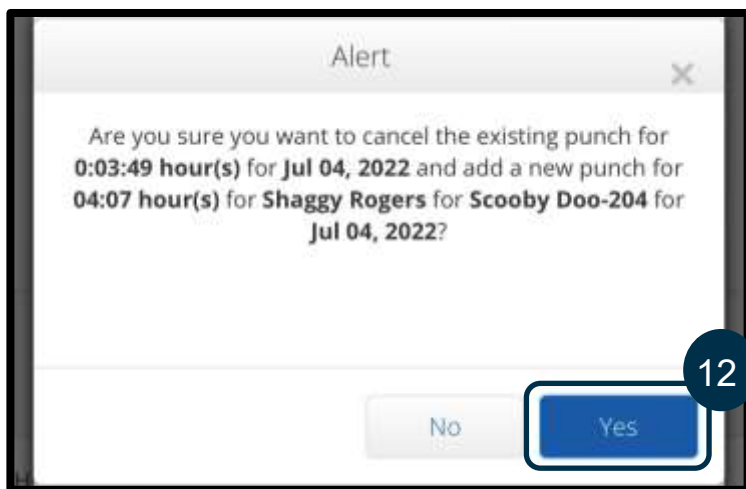 Alert
×
Are you sure you want to cancel the existing punch for
0:03:49 hour(s) for Jul 04, 2022 and add a new punch for
04:07 hour(s) for Shaggy Rogers for Scooby Doo-204 for
Jul 04, 2022?
12
No
Yes
H